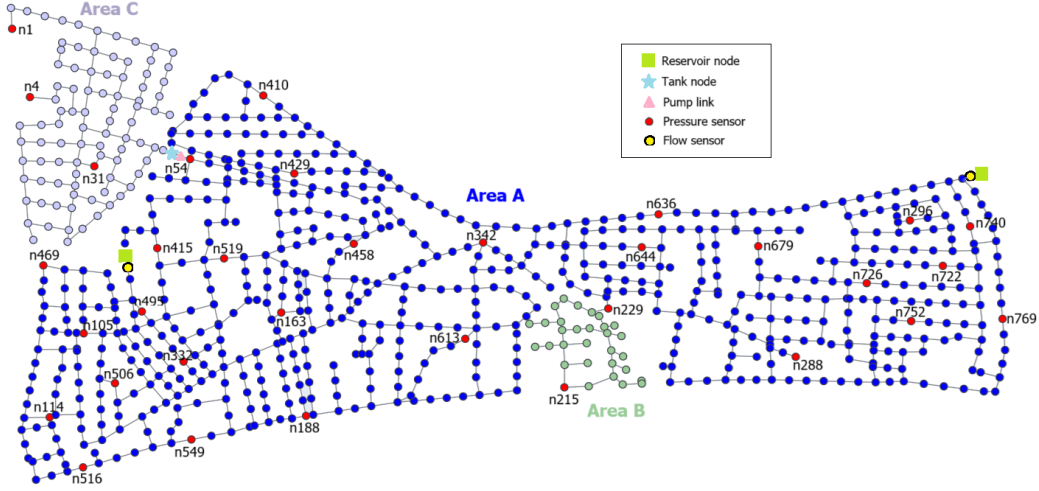 Area C
n1
n410
n4
Reservoir node
Tank node
Pump link
Pressure sensor
Flow sensor
n54
n429
n31
Area A
n636
n296
n740
n342
n415
n519
n458
n644
n679
n469
n726
n722
n495
n105
n163
n229
n752
n769
n613
n332
n506
n288
n215
Area B
n114
n188
n549
n516